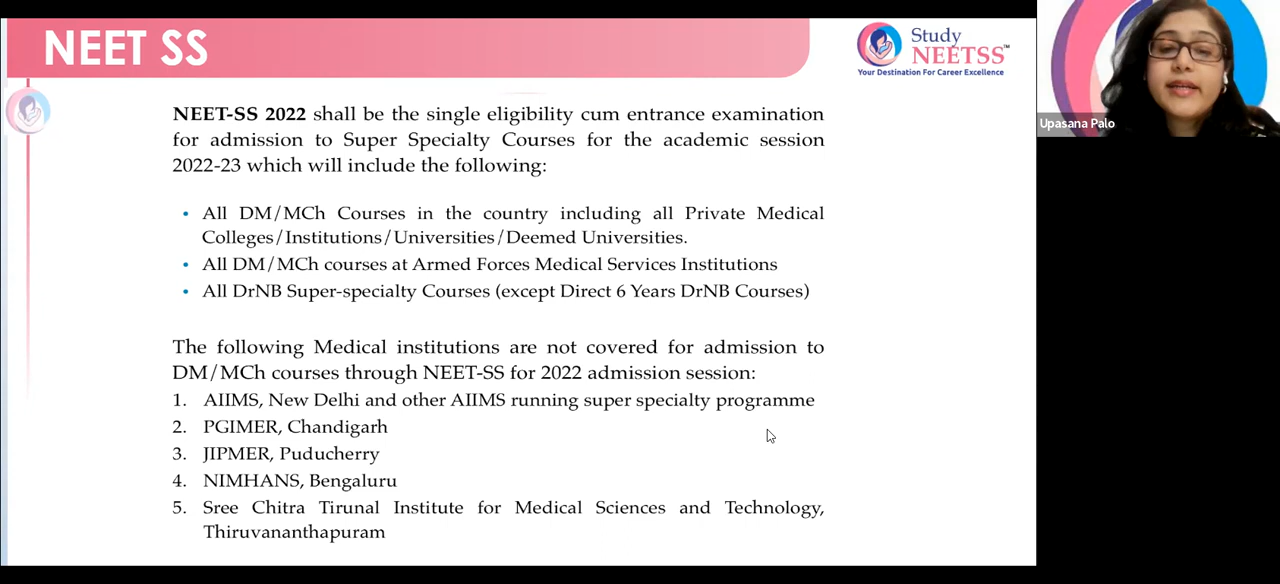 NEET SS
Study
NEETSS™
Your Destination For Career Excellence
Upasana Palo
NEET-SS 2022 shall be the single eligibility cum entrance examination
for admission to Super Specialty Courses for the academic session
2022-23 which will include the following:
• All DM/MCh Courses in the country including all Private Medical
Colleges/Institutions/Universities/Deemed Universities.
• All DM/MCh courses at Armed Forces Medical Services Institutions
• All DrNB Super-specialty Courses (except Direct 6 Years DrNB Courses)
The following Medical institutions are not covered for admission to
DM/MCh courses through NEET-SS for 2022 admission session:
1. AIIMS, New Delhi and other AIIMS running super specialty programme
2. PGIMER, Chandigarh
3. JIPMER, Puducherry
4. NIMHANS, Bengaluru
5. Sree Chitra Tirunal Institute for Medical Sciences and Technology,
Thiruvananthapuram